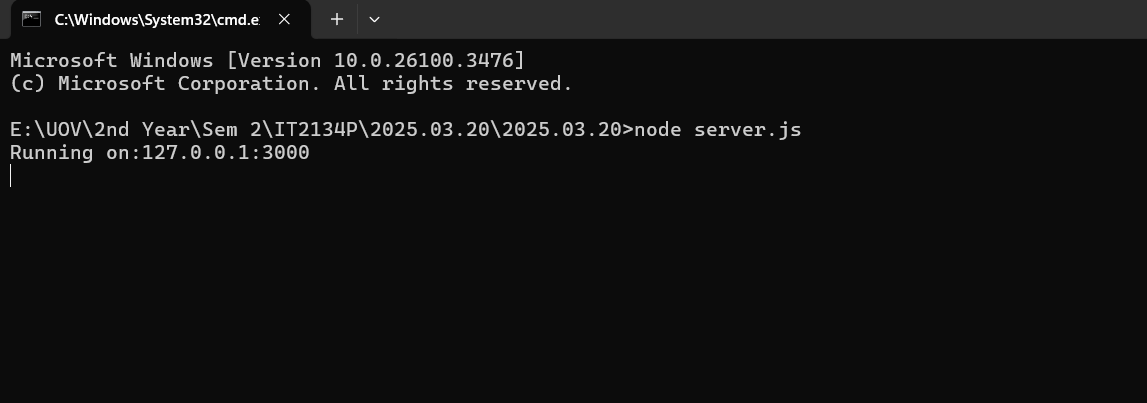 C:\Windows\System32\cmd.e
Microsoft Windows [Version 10.0.26100.3476]
(c) Microsoft Corporation. All rights reserved.
E:\UOV\2nd Year\Sem 2\IT2134P\2025.03.20\2025.03.20>node server.js
Running on:127.0.0.1:3000